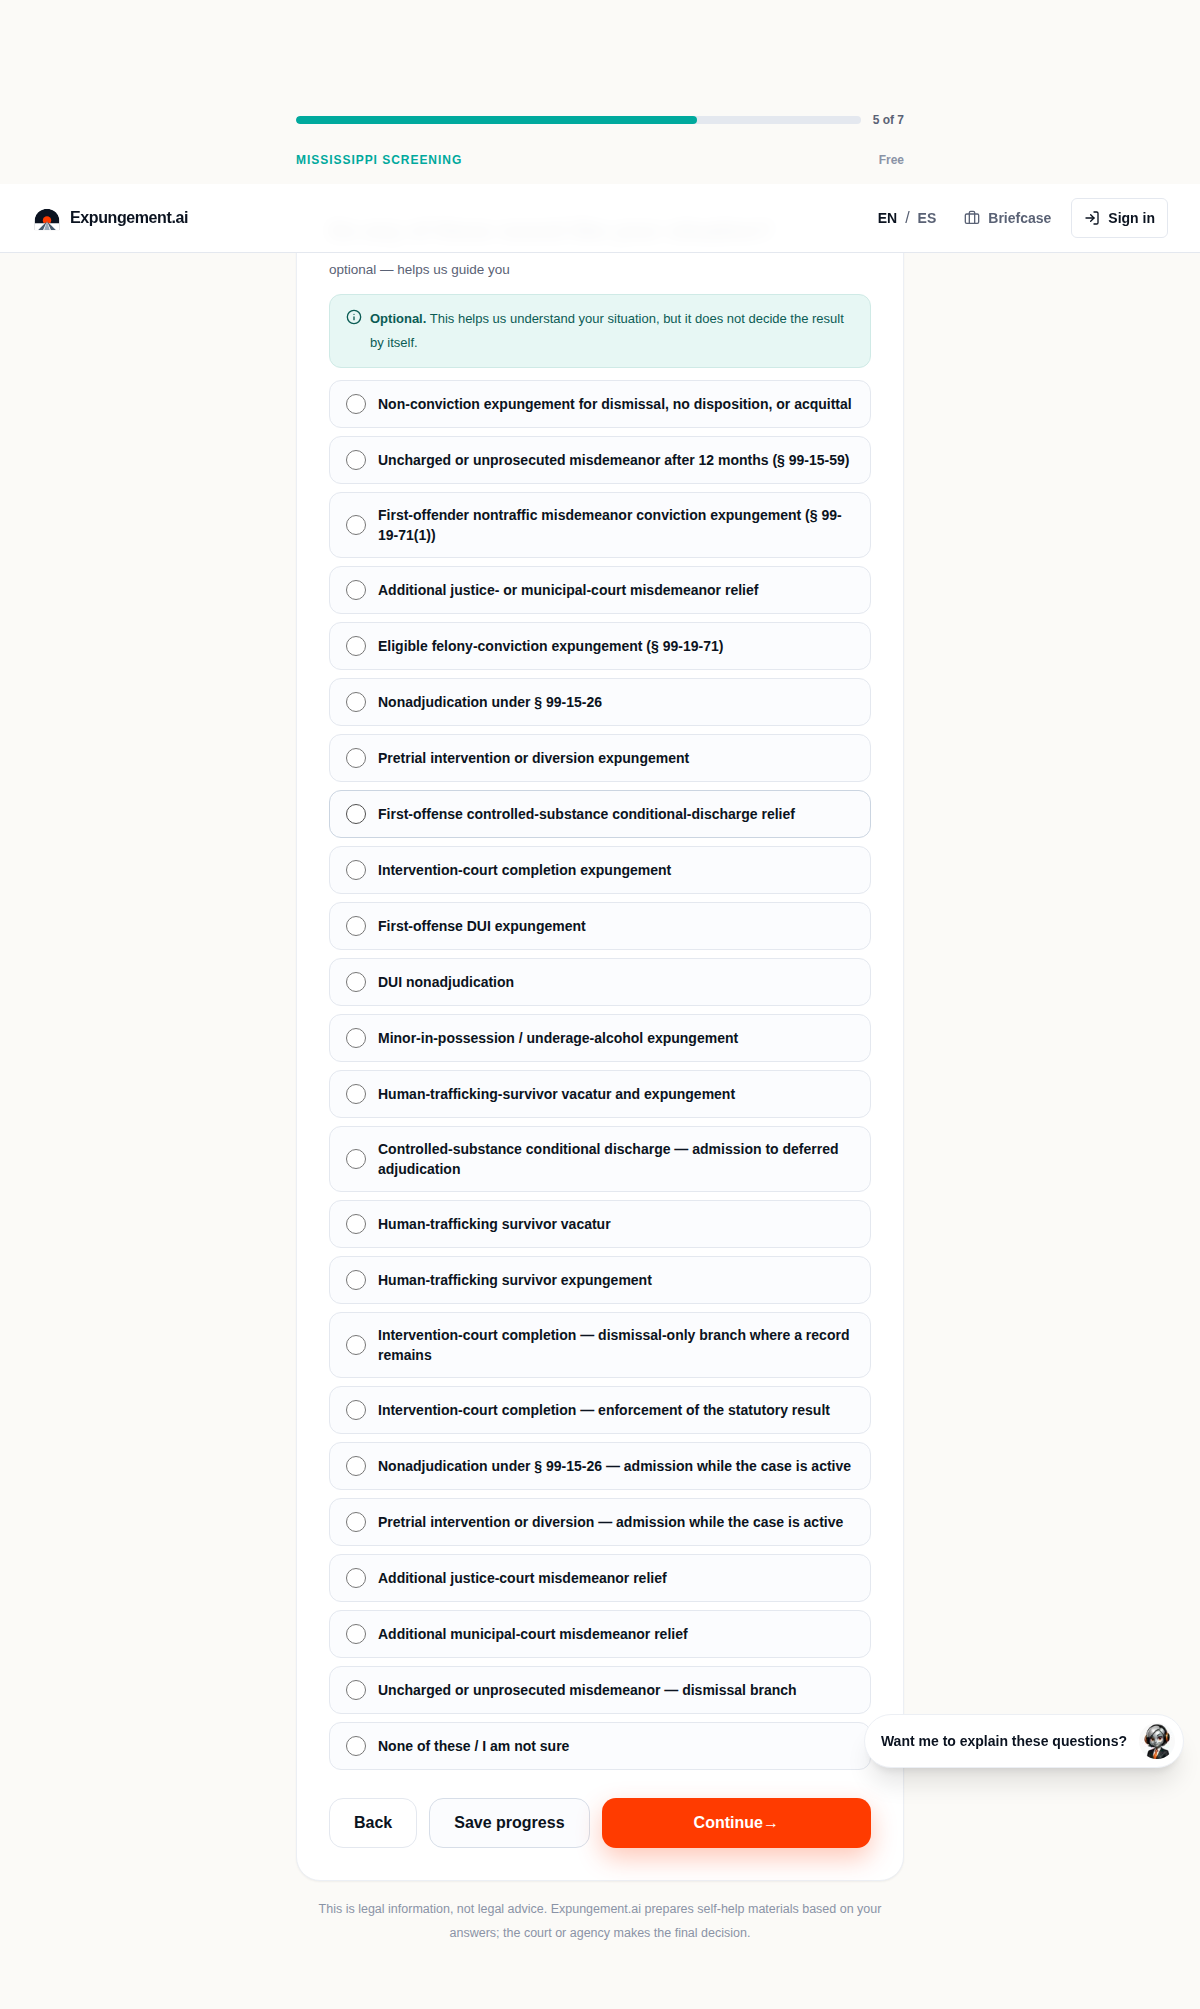 5 of 7
MISSISSIPPI SCREENING
Free
Expungement.ai
EN / ES
Briefcase
Sign in
optional — helps us guide you
Optional. This helps us understand your situation, but it does not decide the result
by itself.
Non-conviction expungement for dismissal, no disposition, or acquittal
Uncharged or unprosecuted misdemeanor after 12 months (§ 99-15-59)
First-offender nontraffic misdemeanor conviction expungement (§ 99-
19-71(1))
Additional justice- or municipal-court misdemeanor relief
Eligible felony-conviction expungement (§ 99-19-71)
Nonadjudication under § 99-15-26
Pretrial intervention or diversion expungement
First-offense controlled-substance conditional-discharge relief
Intervention-court completion expungement
First-offense DUI expungement
DUI nonadjudication
Minor-in-possession / underage-alcohol expungement
Human-trafficking-survivor vacatur and expungement
Controlled-substance conditional discharge — admission to deferred
adjudication
Human-trafficking survivor vacatur
Human-trafficking survivor expungement
Intervention-court completion — dismissal-only branch where a record
remains
Intervention-court completion — enforcement of the statutory result
Nonadjudication under § 99-15-26 — admission while the case is active
Pretrial intervention or diversion — admission while the case is active
Additional justice-court misdemeanor relief
Additional municipal-court misdemeanor relief
Uncharged or unprosecuted misdemeanor — dismissal branch
None of these / I am not sure
Want me to explain these questions?
Back
Save progress
Continue→
This is legal information, not legal advice. Expungement.ai prepares self-help materials based on your
answers; the court or agency makes the final decision.